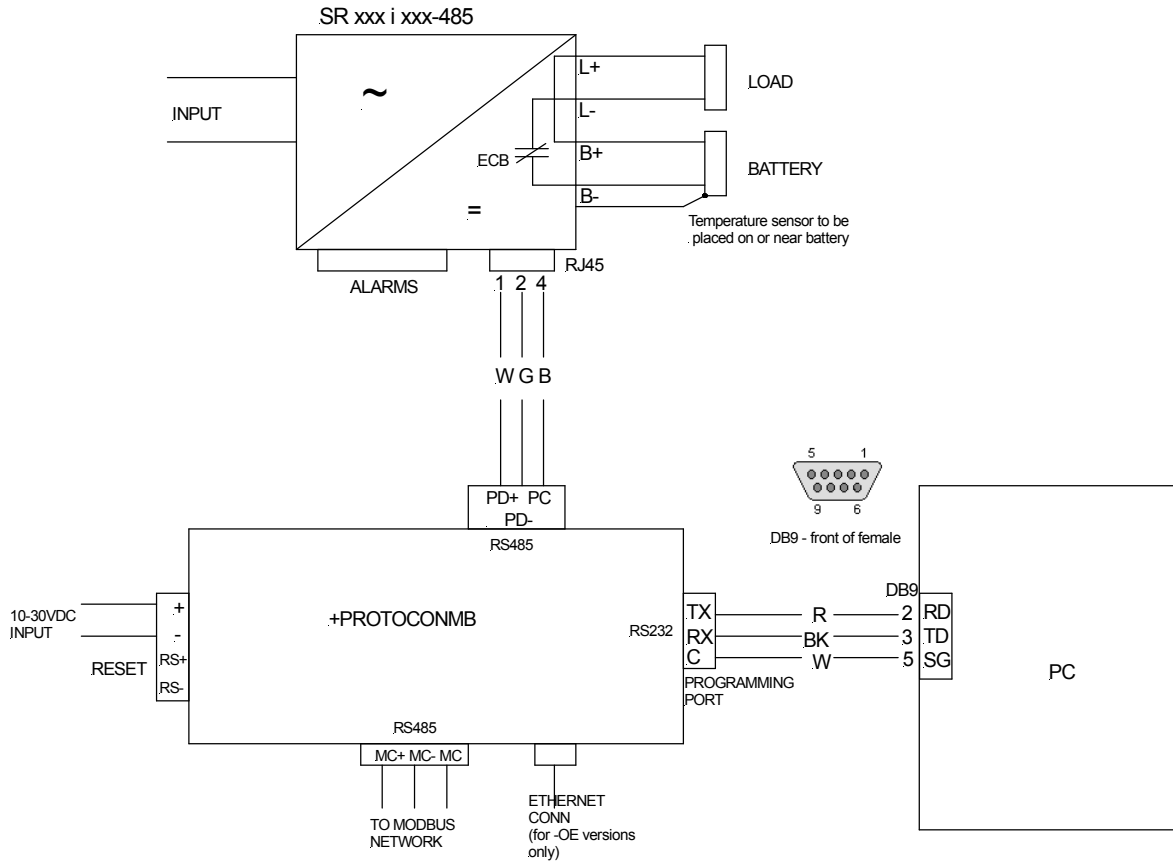 SR xxx i xxx-485
~
INPUT
L+
LOAD
L-
ECB
B+
BATTERY
B-
=
Temperature sensor to be
placed on or near battery
RJ45
ALARMS
1 2 4
W G B
5 1
9 6
DB9 - front of female
PD+ PC
PD-
RS485
DB9
10-30VDC
INPUT
+
-
RESET
RS+
RS-
+PROTOCONMB
RS232
TX
RX
C
R
BK
W
2
3
5
RD
TD
SG
PROGRAMMING
PORT
PC
RS485
MC+ MC- MC
TO MODBUS
NETWORK
ETHERNET
CONN
(for -OE versions
only)